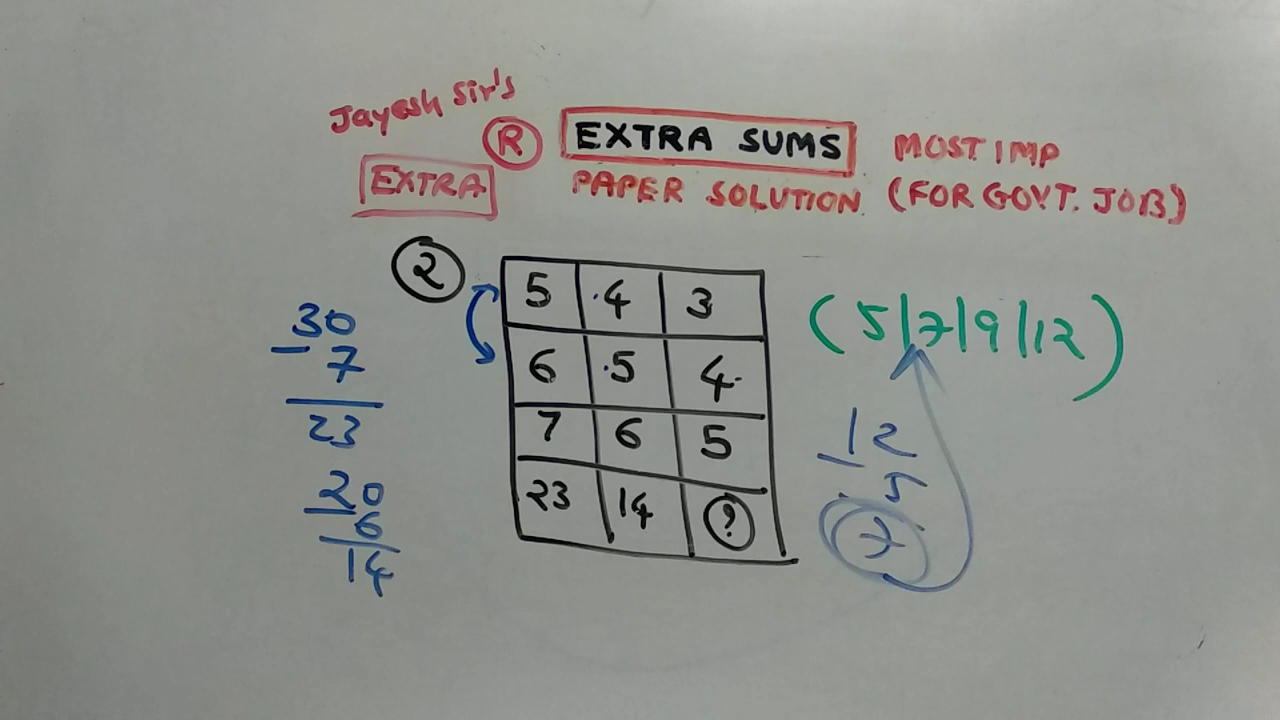 Jayesh Sir's
R EXTRA SUMS MOST IMP
EXTRA PAPER SOLUTION (FOR GOVT. JOB)
2
5 4 3
6 5 4
7 6 5
23 14 ?
(5|7|9|12)
30
- 7
23
20
- 6
14
12
- 5
7